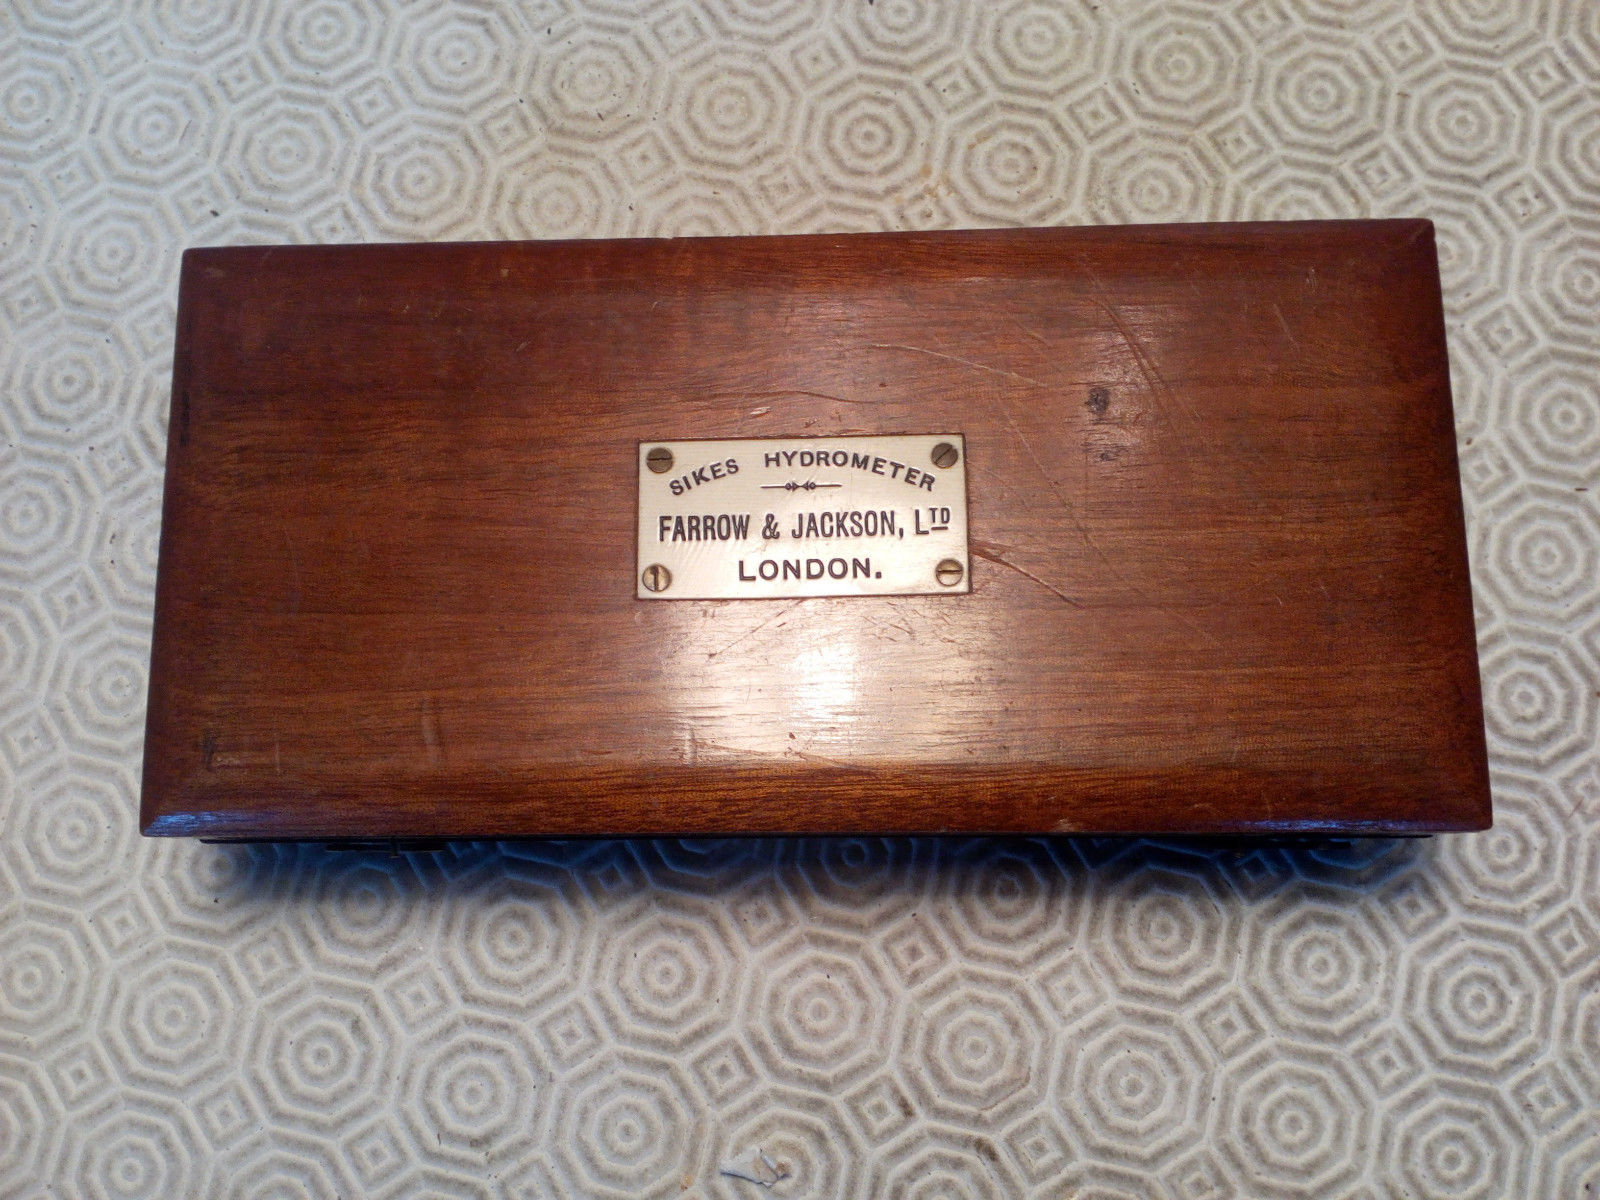 SIKES HYDROMETER
FARROW & JACKSON, LTD
LONDON.